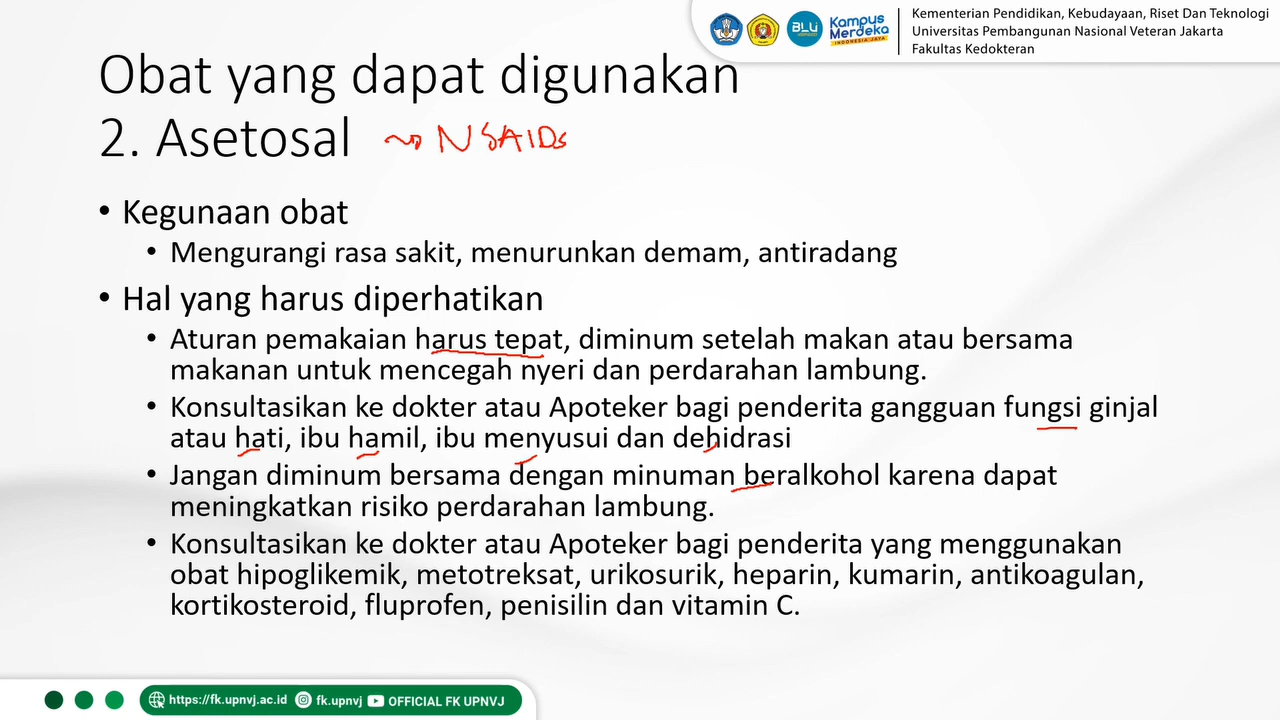 Kementerian Pendidikan, Kebudayaan, Riset Dan Teknologi
Universitas Pembangunan Nasional Veteran Jakarta
Fakultas Kedokteran
BLU
Kampus
Merdeka
INDONESIA JAYA
Obat yang dapat digunakan
2. Asetosal NSAIDs
• Kegunaan obat
• Mengurangi rasa sakit, menurunkan demam, antiradang
• Hal yang harus diperhatikan
• Aturan pemakaian harus tepat, diminum setelah makan atau bersama
makanan untuk mencegah nyeri dan perdarahan lambung.
• Konsultasikan ke dokter atau Apoteker bagi penderita gangguan fungsi ginjal
atau hati, ibu hamil, ibu menyusui dan dehidrasi
• Jangan diminum bersama dengan minuman beralkohol karena dapat
meningkatkan risiko perdarahan lambung.
• Konsultasikan ke dokter atau Apoteker bagi penderita yang menggunakan
obat hipoglikemik, metotreksat, urikosurik, heparin, kumarin, antikoagulan,
kortikosteroid, fluprofen, penisilin dan vitamin C.
https://fk.upnvj.ac.id fk.upnvj OFFICIAL FK UPNVJ